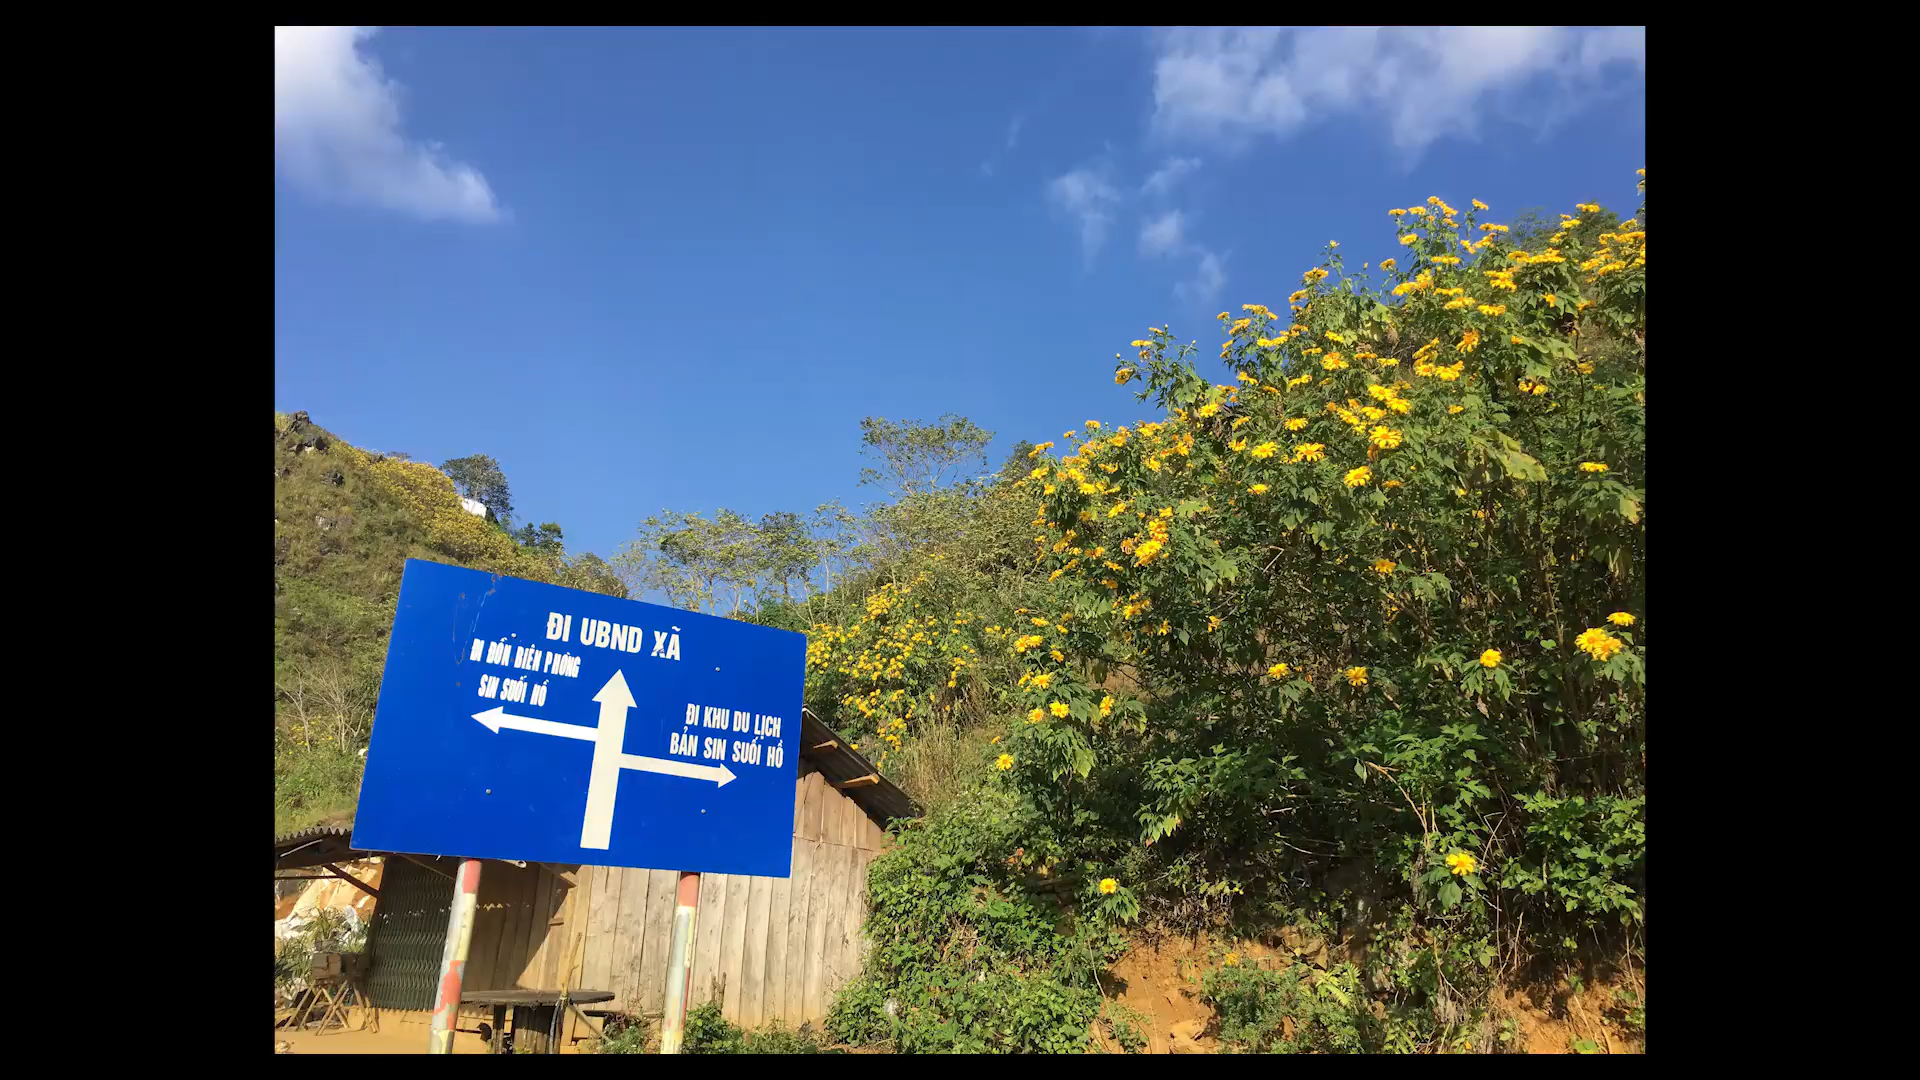 ĐI UBND XÃ
ĐI ĐỒN BIÊN PHÒNG
SIN SUỐI HỒ
ĐI KHU DU LỊCH
BẢN SIN SUỐI HỒ